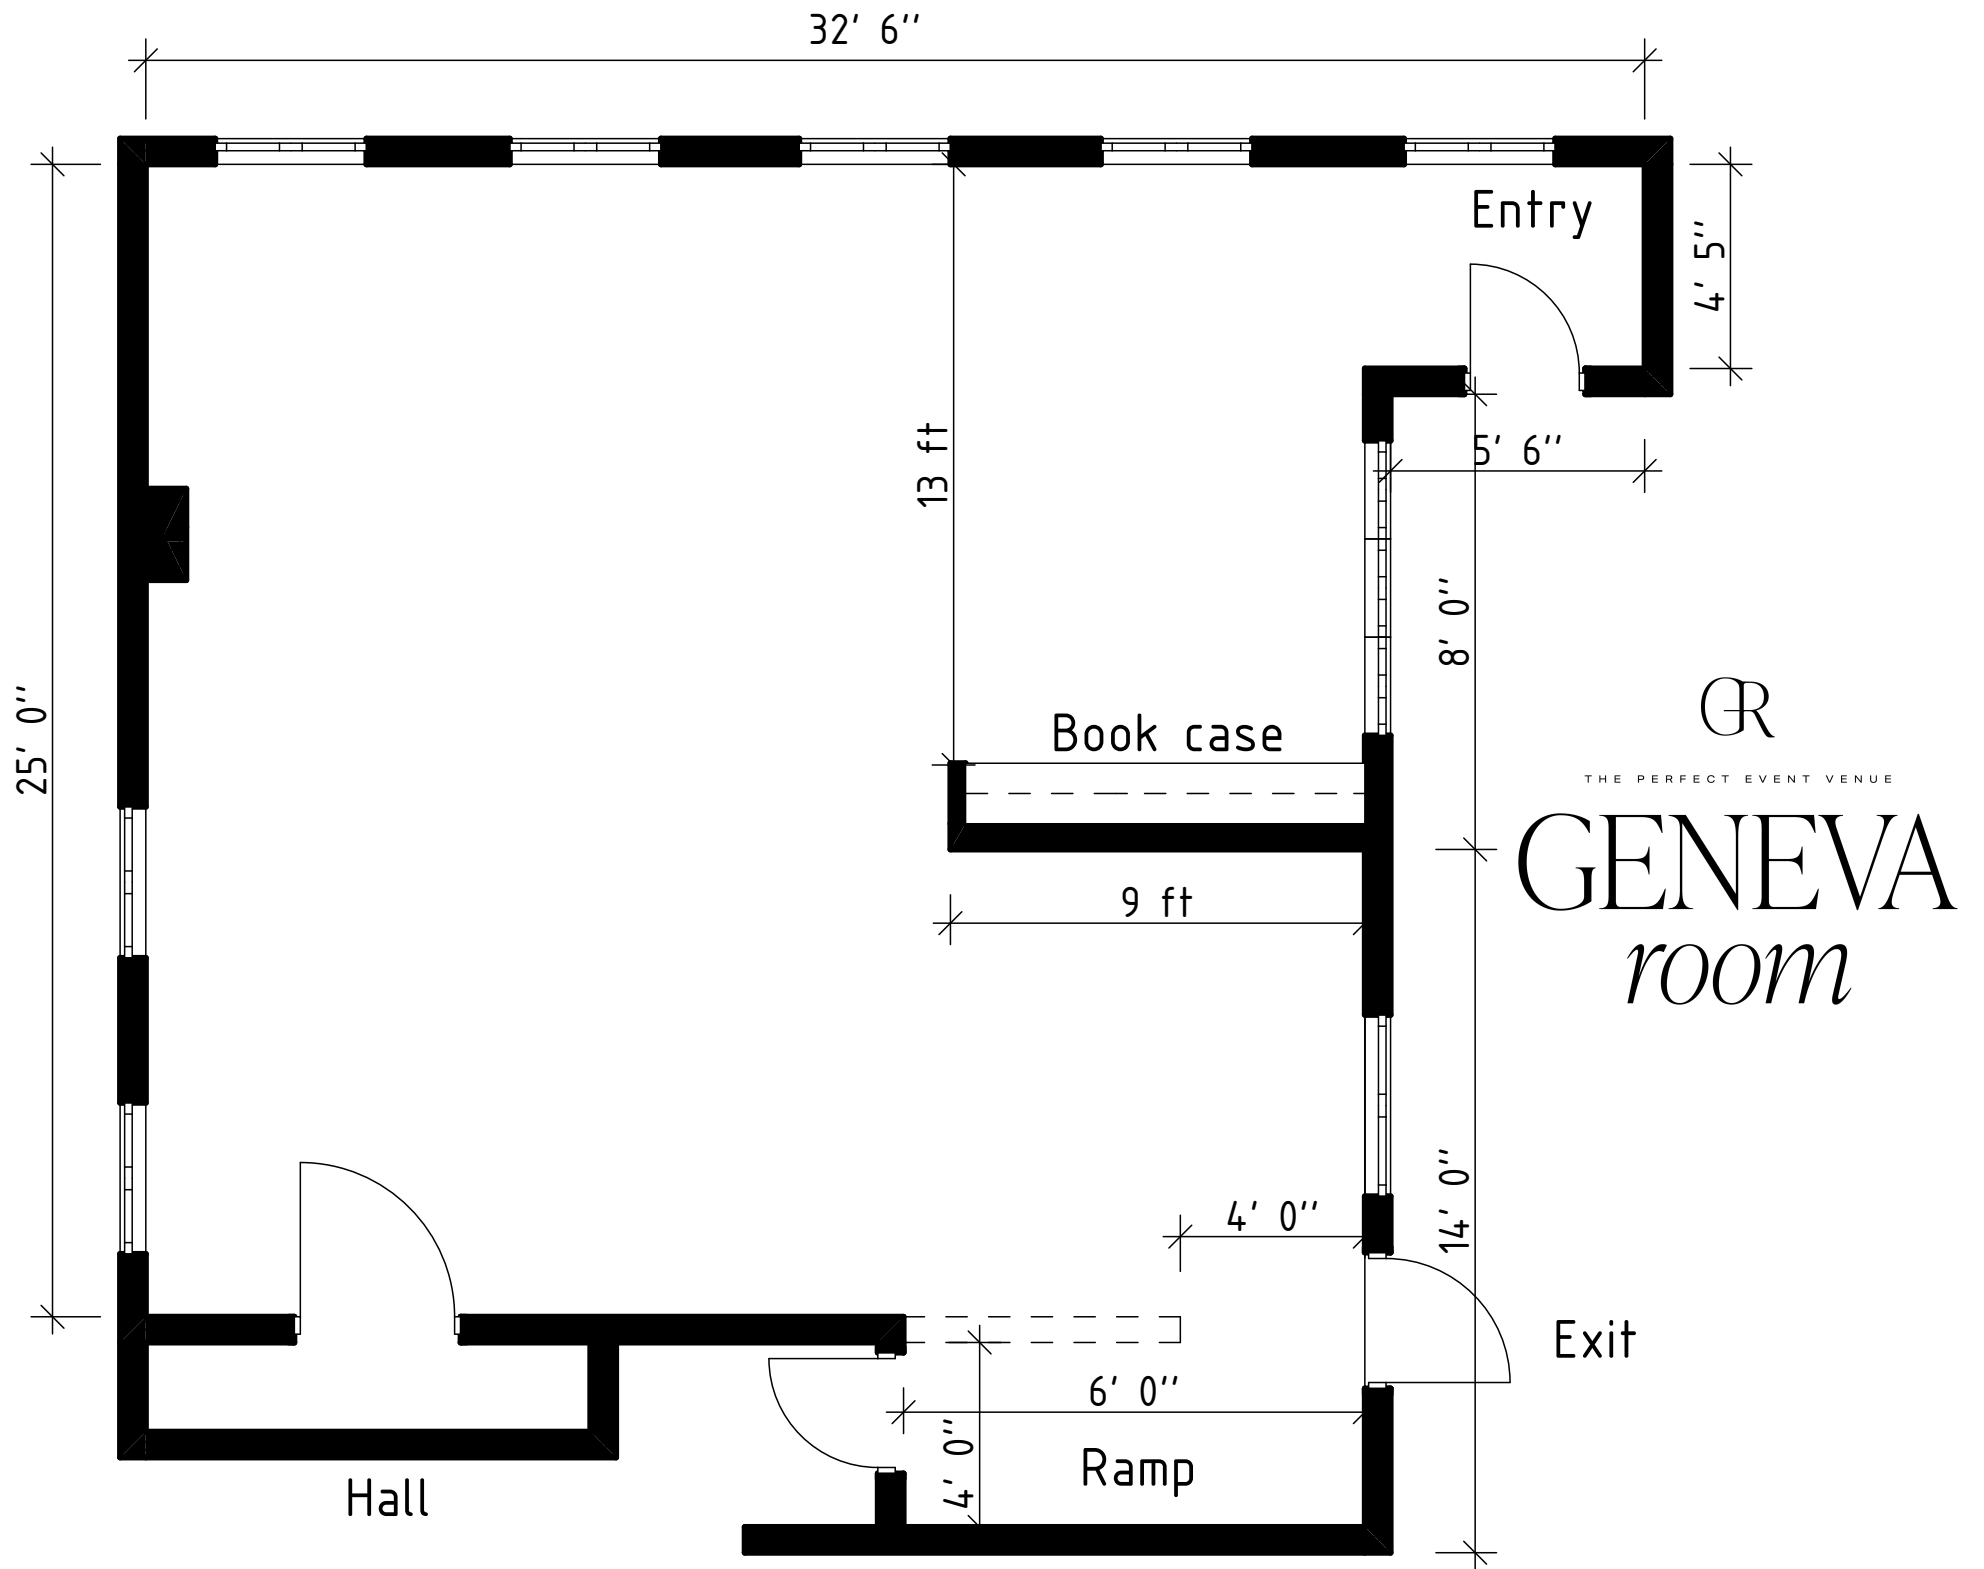 32' 6''
Entry
4' 5''
13 ft
5' 6''
8' 0''
25' 0''
Book case
GR
THE PERFECT EVENT VENUE
GENEVA
room
9 ft
14' 0''
4' 0''
Exit
6' 0''
4' 0''
Ramp
Hall